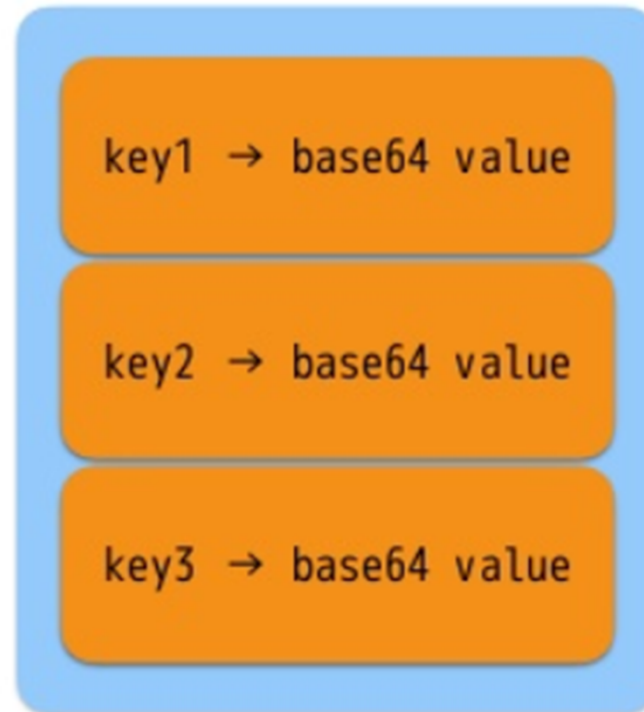 key1 → base64 value
key2 → base64 value
key3 → base64 value